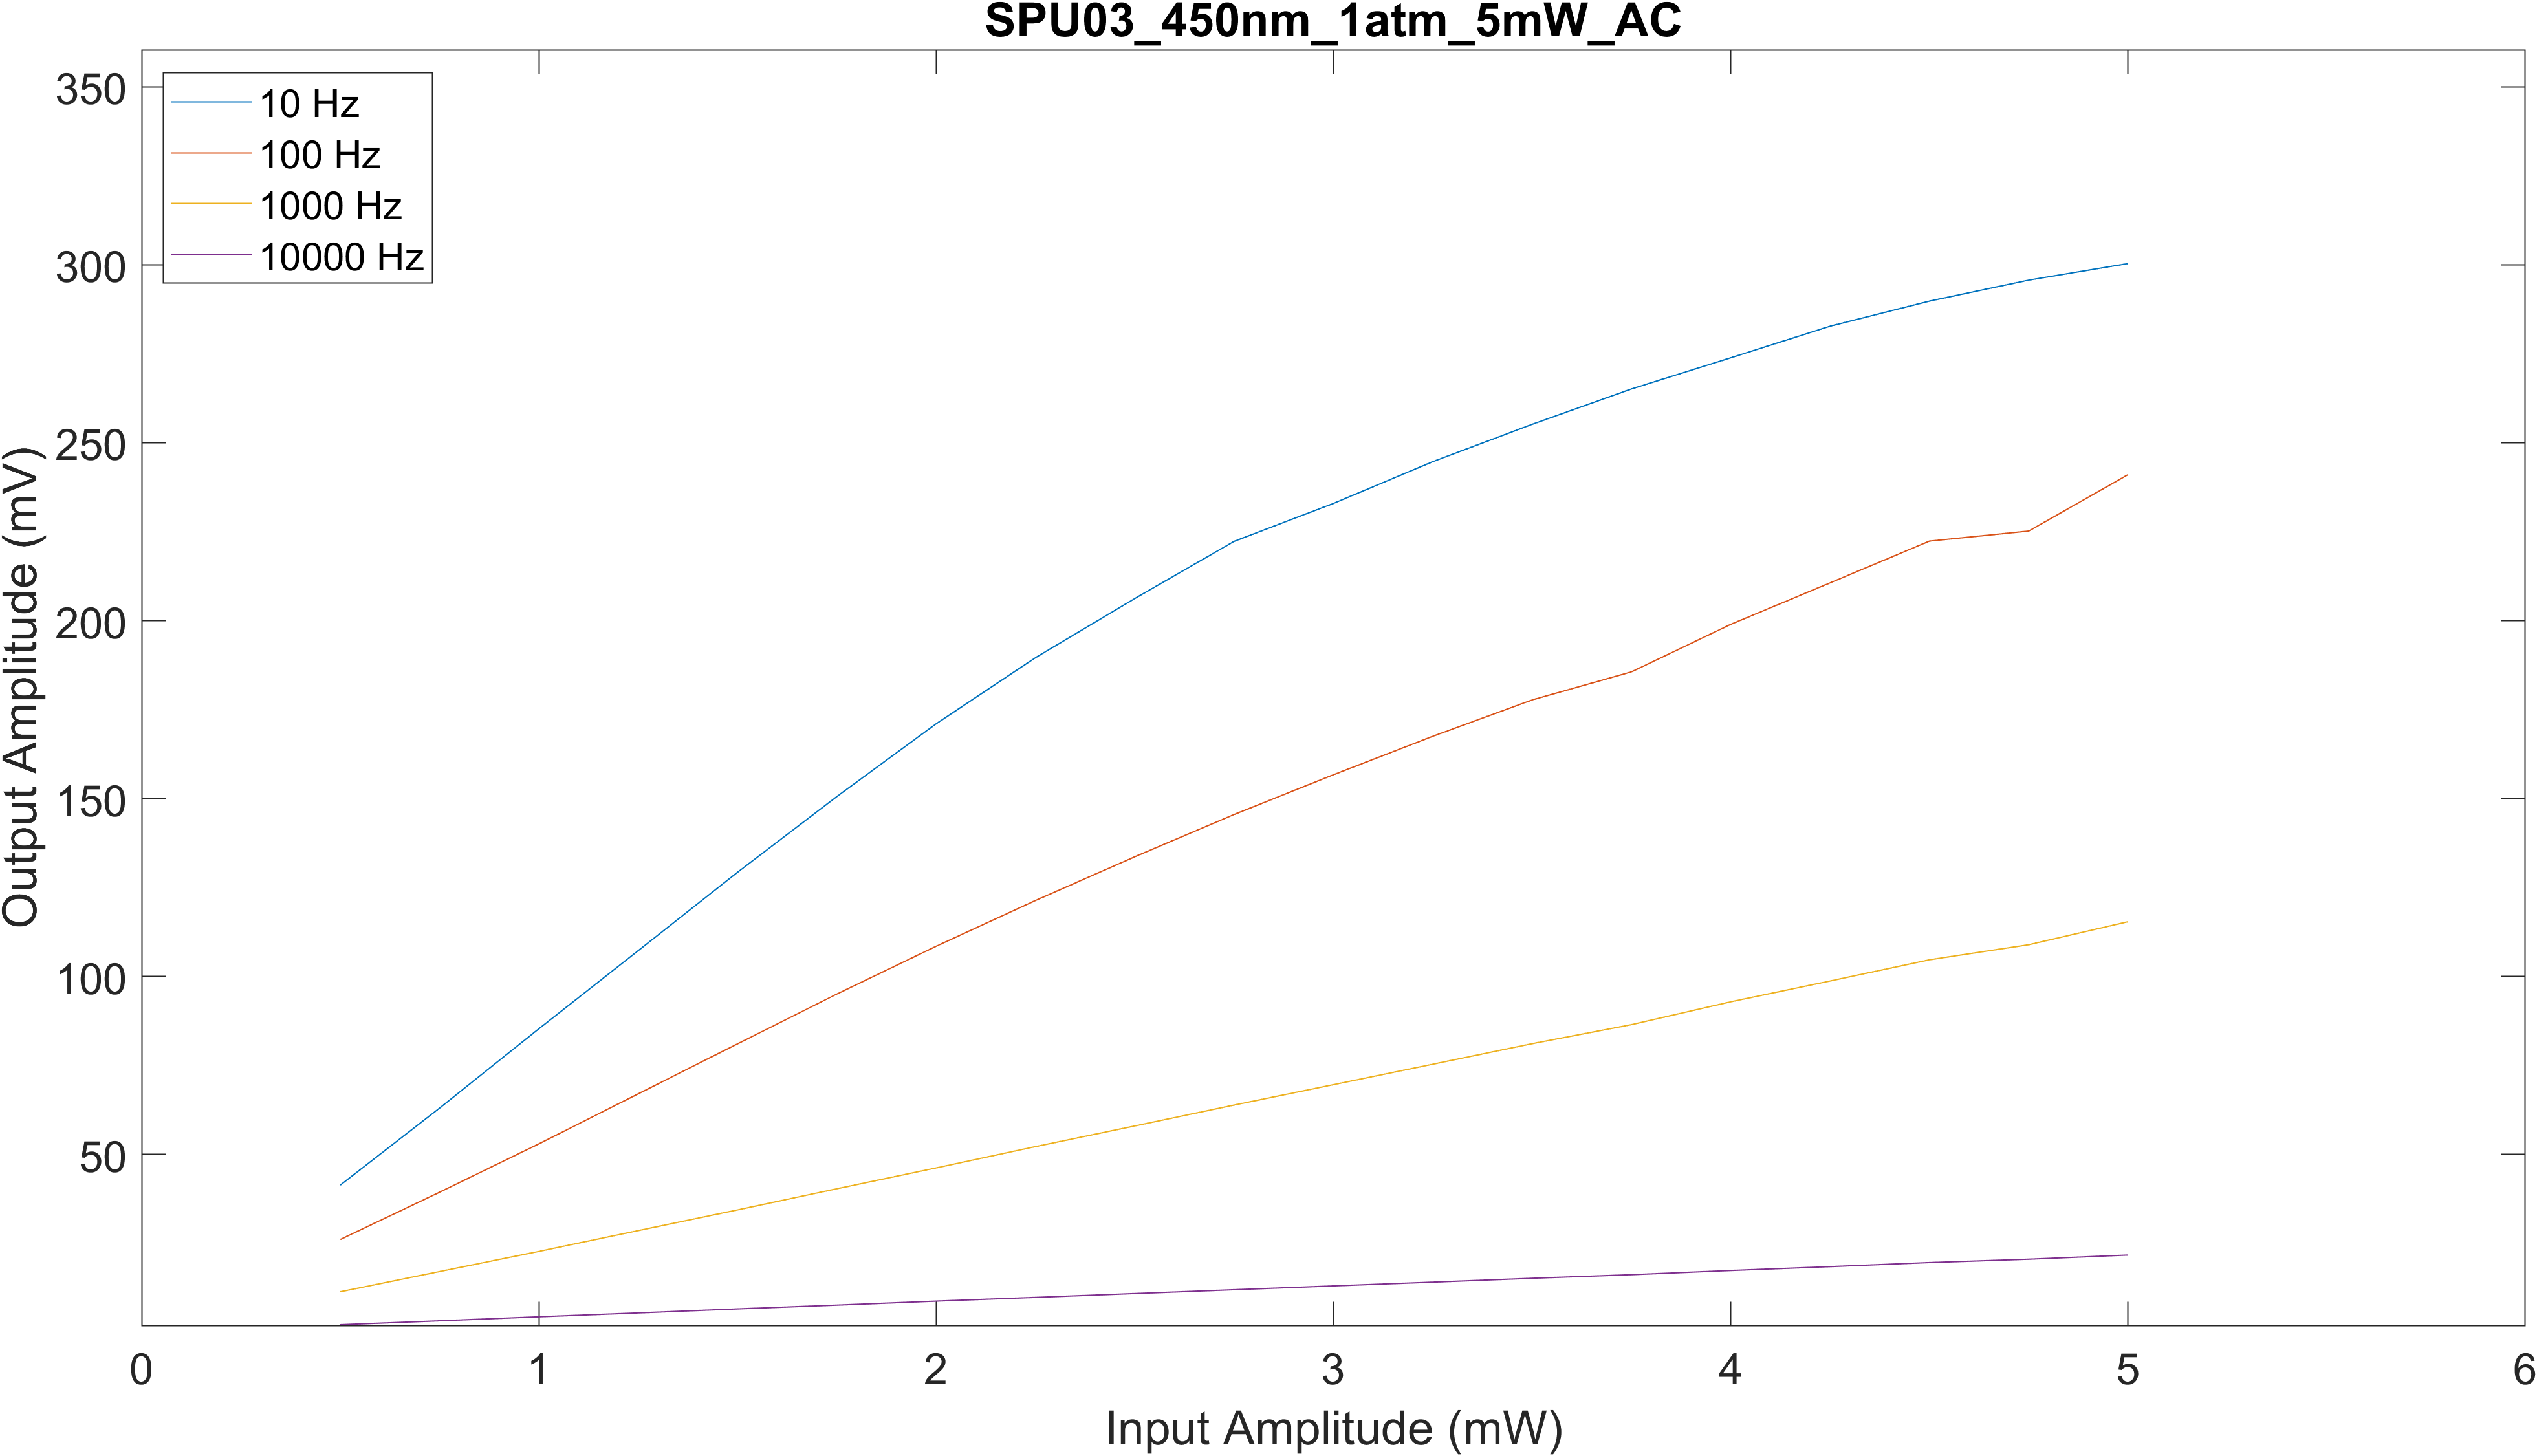 SPU03_450nm_1atm_5mW_AC
10 Hz
100 Hz
1000 Hz
10000 Hz
350
300
250
200
150
100
50
Output Amplitude (mV)
0 1 2 3 4 5 6
Input Amplitude (mW)